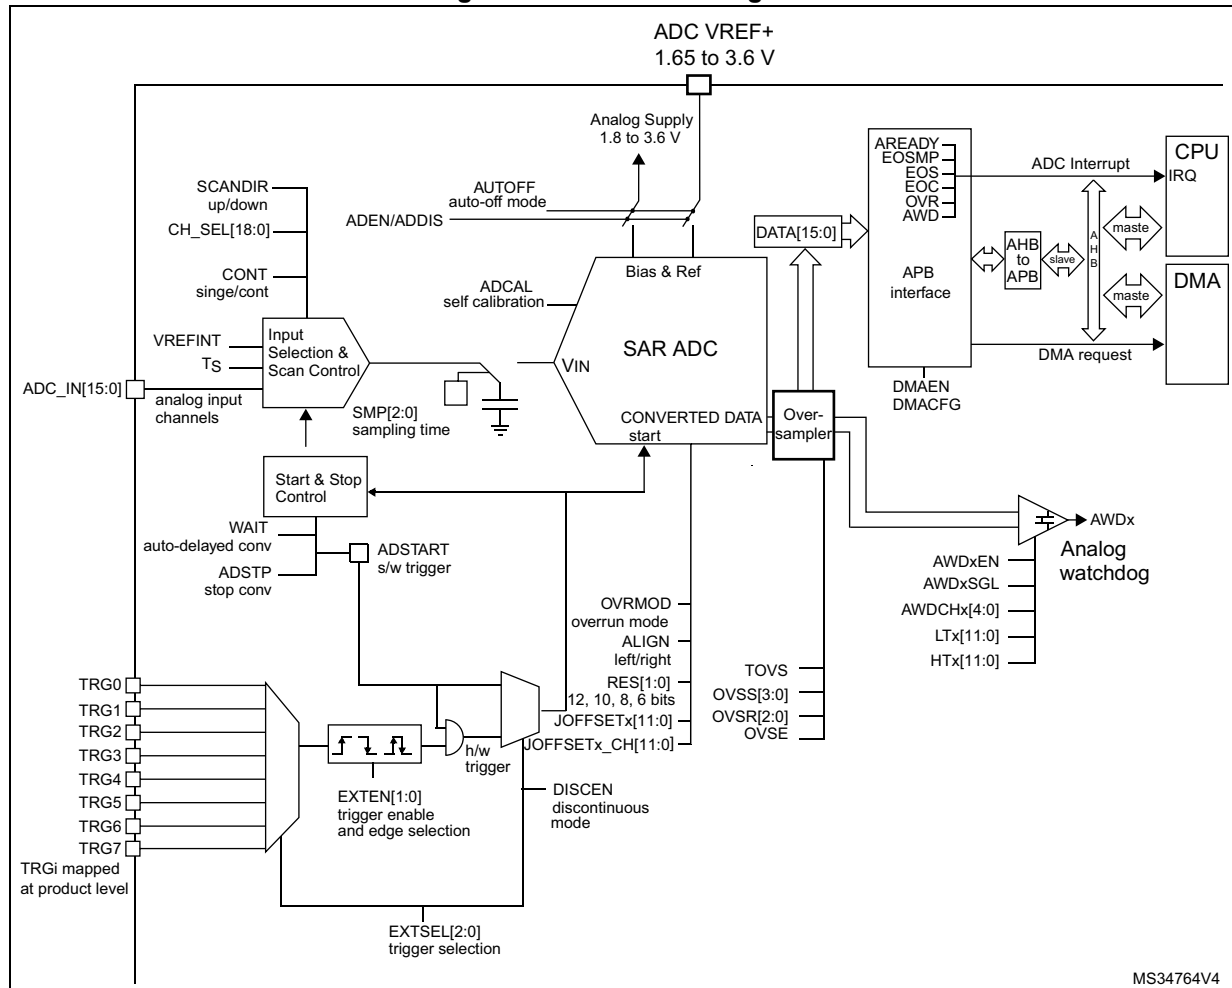 ADC VREF+
1.65 to 3.6 V
Analog Supply
1.8 to 3.6 V
SCANDIR
up/down
CH_SEL[18:0]
CONT
singe/cont
AUTOFF
auto-off mode
ADEN/ADDIS
ADCAL
self calibration
Bias & Ref
SAR ADC
VIN
CONVERTED DATA
start
VREFINT
TS
ADC_IN[15:0]
analog input
channels
Input
Selection &
Scan Control
SMP[2:0]
sampling time
DATA[15:0]
AREADY
EOSMP
EOS
EOC
OVR
AWD
APB
interface
DMAEN
DMACFG
ADC Interrupt
AHB
to
APB
slave
A
H
B
maste
maste
DMA request
CPU
IRQ
DMA
Over-
sampler
AWDx
Analog
watchdog
AWDxEN
AWDxSGL
AWDCHx[4:0]
LTx[11:0]
HTx[11:0]
Start & Stop
Control
WAIT
auto-delayed conv
ADSTP
stop conv
ADSTART
s/w trigger
OVRMOD
overrun mode
ALIGN
left/right
RES[1:0]
12, 10, 8, 6 bits
JOFFSETx[11:0]
JOFFSETx_CH[11:0]
TOVS
OVSS[3:0]
OVSR[2:0]
OVSE
TRG0
TRG1
TRG2
TRG3
TRG4
TRG5
TRG6
TRG7
TRGi mapped
at product level
h/w
trigger
EXTEN[1:0]
trigger enable
and edge selection
DISCEN
discontinuous
mode
EXTSEL[2:0]
trigger selection
MS34764V4